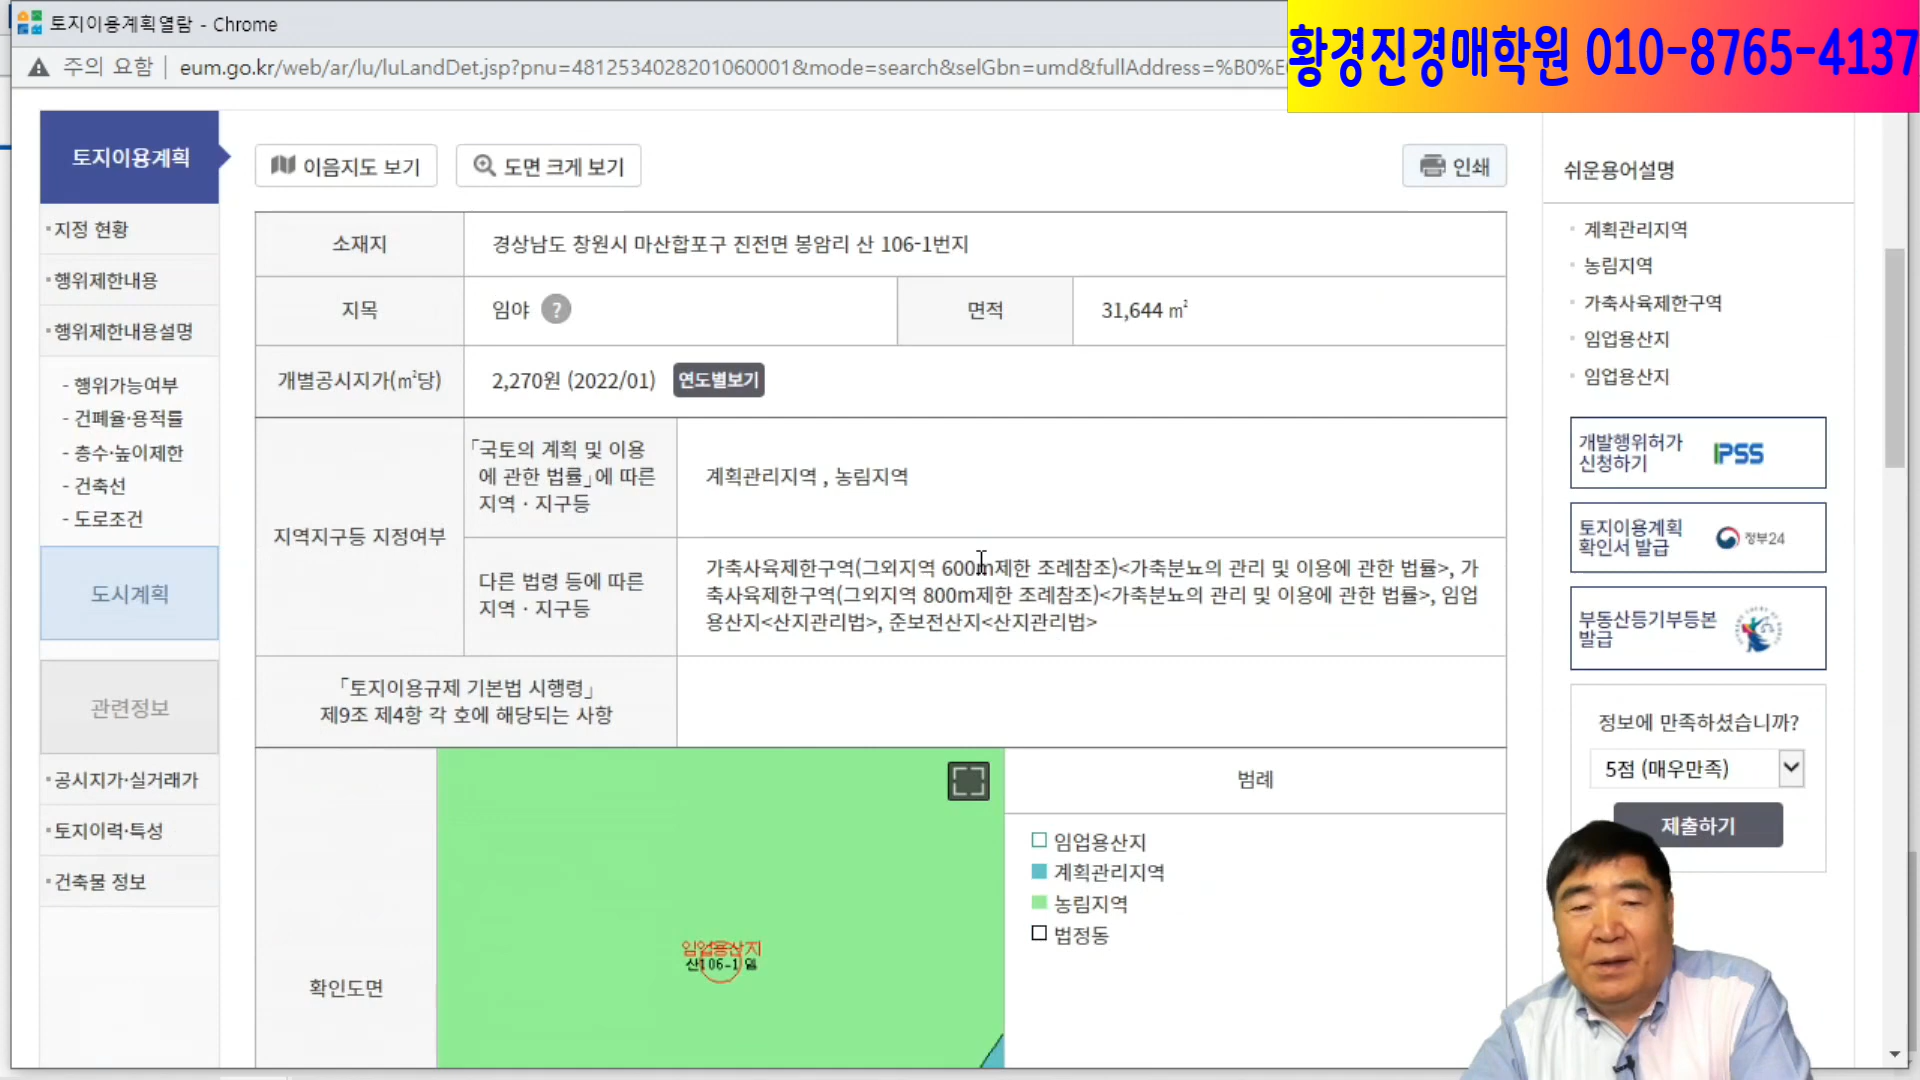 토지이용계획열람 - Chrome
주의 요함
eum.go.kr/web/ar/lu/luLandDet.jsp?pnu=4812534028201060001&mode=search&selGbn=umd&fullAddress=%B0%E
황경진경매학원 010-8765-4137
토지이용계획
지정 현황
행위제한내용
행위제한내용설명
- 행위가능여부
- 건폐율·용적률
- 층수·높이제한
- 건축선
- 도로조건
도시계획
관련정보
공시지가·실거래가
토지이력·특성
건축물 정보
이음지도 보기
도면 크게 보기
인쇄
소재지
경상남도 창원시 마산합포구 진전면 봉암리 산 106-1번지
지목
임야 ?
면적
31,644 ㎡
개별공시지가(㎡당)
2,270원 (2022/01)
연도별보기
지역지구등 지정여부
「국토의 계획 및 이용
에 관한 법률」에 따른
지역 · 지구등
계획관리지역 , 농림지역
다른 법령 등에 따른
지역 · 지구등
가축사육제한구역(그외지역 600m제한 조례참조)<가축분뇨의 관리 및 이용에 관한 법률>, 가
축사육제한구역(그외지역 800m제한 조례참조)<가축분뇨의 관리 및 이용에 관한 법률>, 임업
용산지<산지관리법>, 준보전산지<산지관리법>
「토지이용규제 기본법 시행령」
제9조 제4항 각 호에 해당되는 사항
확인도면
임업용산지
산106-1 임
범례
임업용산지
계획관리지역
농림지역
법정동
쉬운용어설명
계획관리지역
농림지역
가축사육제한구역
임업용산지
임업용산지
개발행위허가
신청하기
IPSS
토지이용계획
확인서 발급
정부24
부동산등기부등본
발급
정보에 만족하셨습니까?
5점 (매우만족)
제출하기